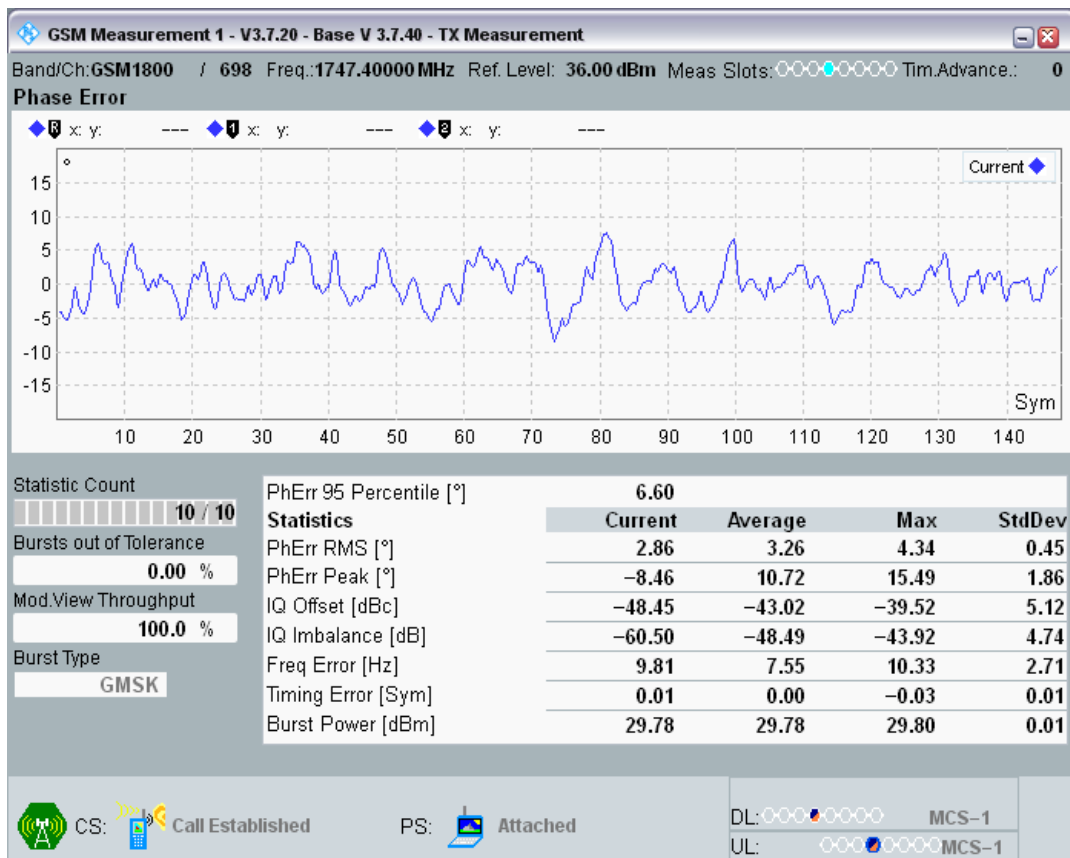 GSM Measurement 1 - V3.7.20 - Base V 3.7.40 - TX Measurement
Band/Ch:GSM1800 / 698 Freq.:1747.40000 MHz Ref. Level: 36.00 dBm Meas Slots: Tim.Advance.: 0
Phase Error
R x: y: --- 1 x: y: --- 2 x: y: ---
°
Current
15
10
5
0
-5
-10
-15
Sym
10 20 30 40 50 60 70 80 90 100 110 120 130 140
Statistic Count
10 / 10
Bursts out of Tolerance
0.00 %
Mod.View Throughput
100.0 %
Burst Type
GMSK
PhErr 95 Percentile [°] 6.60
Statistics Current Average Max StdDev
PhErr RMS [°] 2.86 3.26 4.34 0.45
PhErr Peak [°] −8.46 10.72 15.49 1.86
IQ Offset [dBc] −48.45 −43.02 −39.52 5.12
IQ Imbalance [dB] −60.50 −48.49 −43.92 4.74
Freq Error [Hz] 9.81 7.55 10.33 2.71
Timing Error [Sym] 0.01 0.00 −0.03 0.01
Burst Power [dBm] 29.78 29.78 29.80 0.01
CS: Call Established PS: Attached
DL: MCS−1
UL: MCS−1